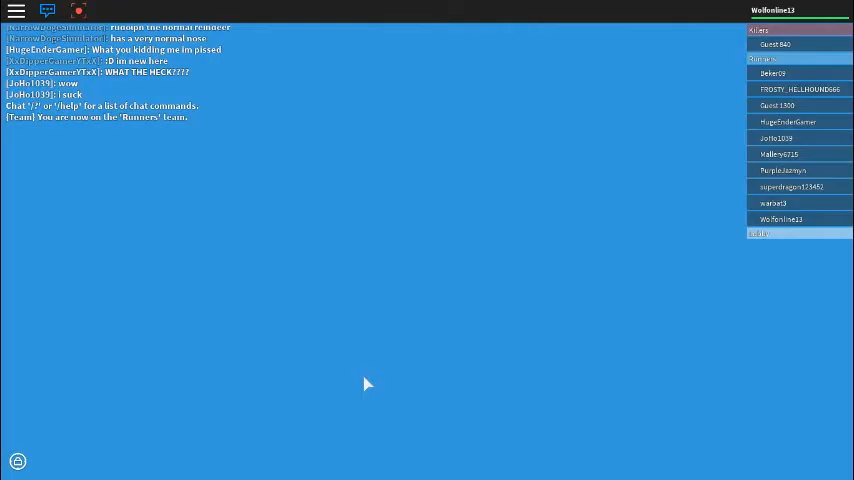 Wolfonline13
[NarrowDogeSimulator]: rudolph the normal reindeer
[NarrowDogeSimulator]: has a very normal nose
[HugeEnderGamer]: What you kidding me im pissed
[XxDipperGamerYTxX]: :D im new here
[XxDipperGamerYTxX]: WHAT THE HECK????
[JoHo1039]: wow
[JoHo1039]: i suck
Chat '/?' or '/help' for a list of chat commands.
{Team} You are now on the 'Runners' team.
Killers
Guest 840
Runners
Beker09
FROSTY_HELLHOUND666
Guest 1300
HugeEnderGamer
JoHo1039
Mallery6715
PurpleJazmyn
superdragon123452
warbat3
Wolfonline13